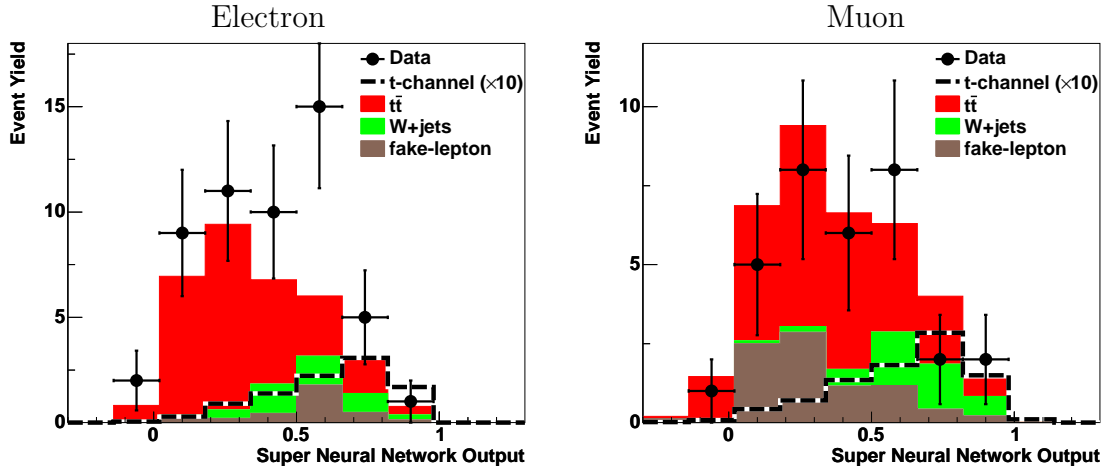 Electron
Event Yield
15
10
5
0
Data
t-channel (×10)
tt̄
W+jets
fake-lepton
0 0.5 1
Super Neural Network Output
Muon
Event Yield
10
5
0
Data
t-channel (×10)
tt̄
W+jets
fake-lepton
0 0.5 1
Super Neural Network Output